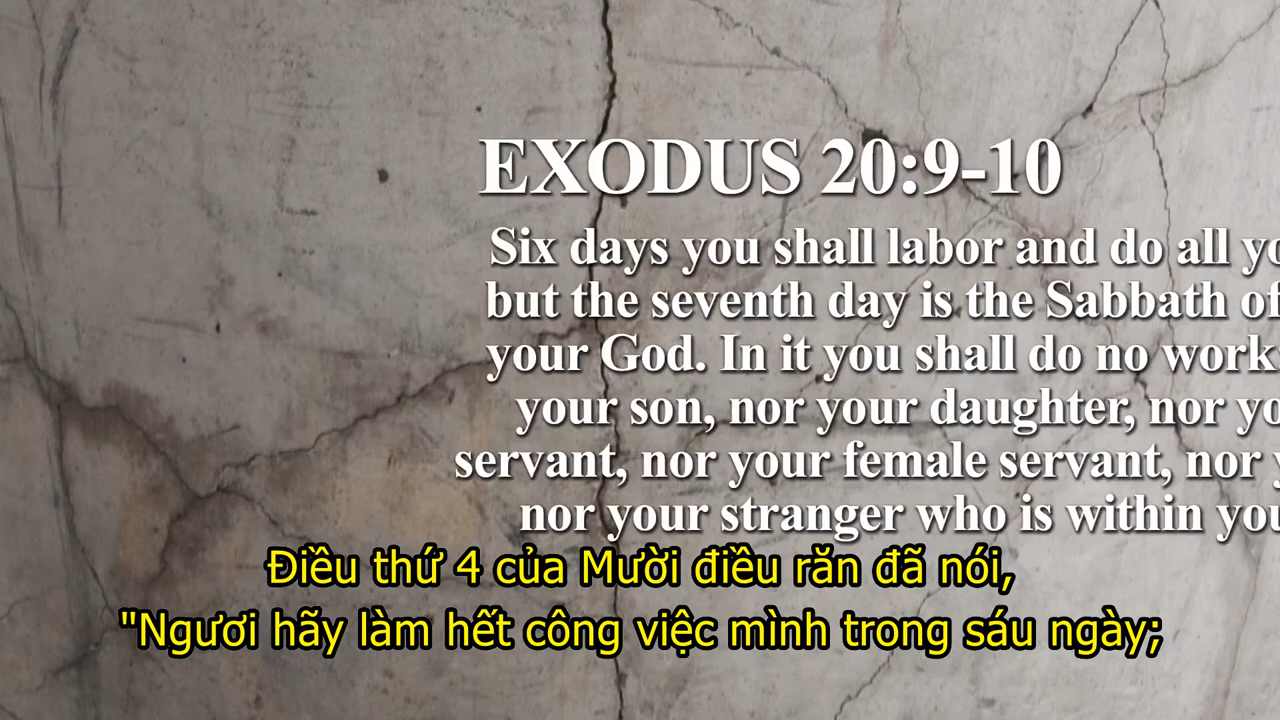 EXODUS 20:9-10
Six days you shall labor and do all
but the seventh day is the Sabbath of
your God. In it you shall do no work:
your son, nor your daughter, nor
servant, nor your female servant, nor
nor your stranger who is within
Điều thứ 4 của Mười điều răn đã nói,
"Ngươi hãy làm hết công việc mình trong sáu ngày;